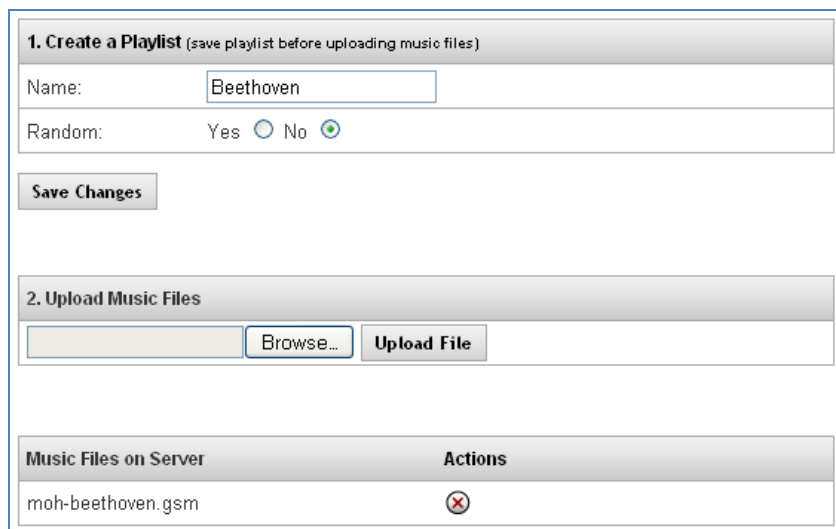 1. Create a Playlist (save playlist before uploading music files)
Name: Beethoven
Random: Yes No
Save Changes
2. Upload Music Files
Browse... Upload File
Music Files on Server Actions
moh-beethoven.gsm